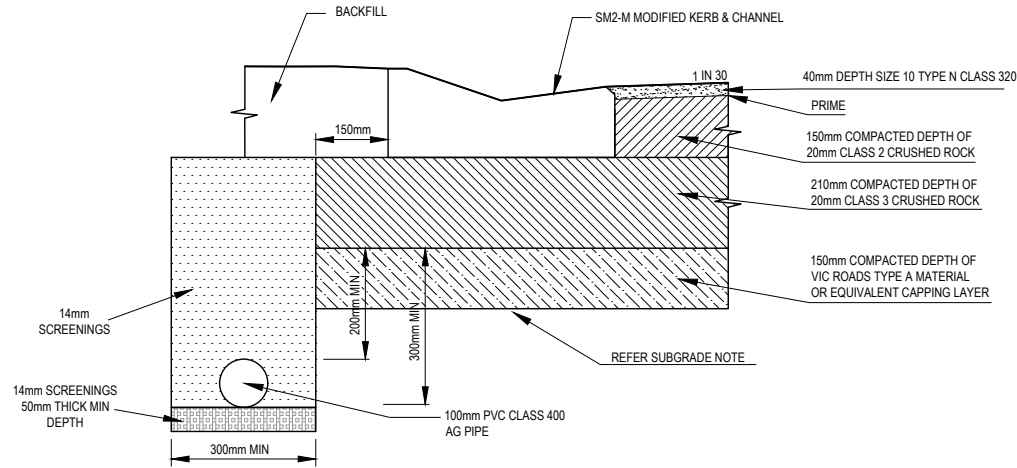 BACKFILL
SM2-M MODIFIED KERB & CHANNEL
1 IN 30
40mm DEPTH SIZE 10 TYPE N CLASS 320
PRIME
150mm
150mm COMPACTED DEPTH OF
20mm CLASS 2 CRUSHED ROCK
210mm COMPACTED DEPTH OF
20mm CLASS 3 CRUSHED ROCK
150mm COMPACTED DEPTH OF
VIC ROADS TYPE A MATERIAL
OR EQUIVALENT CAPPING LAYER
14mm
SCREENINGS
200mm MIN
300mm MIN
REFER SUBGRADE NOTE
14mm SCREENINGS
50mm THICK MIN
DEPTH
100mm PVC CLASS 400
AG PIPE
300mm MIN